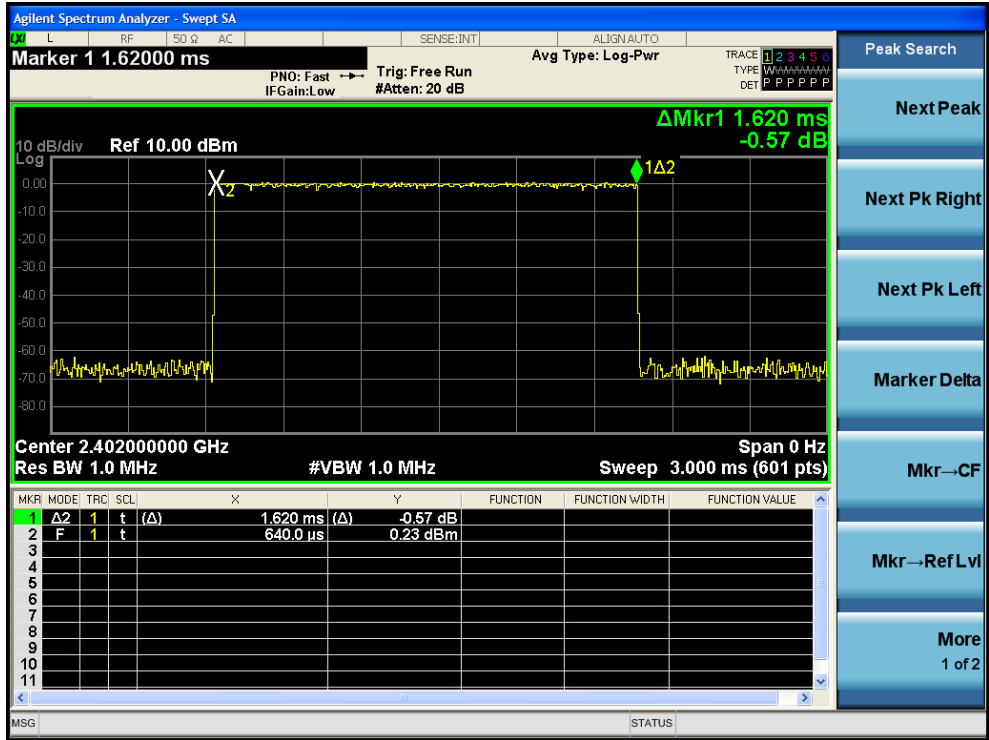 Agilent Spectrum Analyzer - Swept SA
LXI L RF 50 Ω AC SENSE:INT ALIGN AUTO
Marker 1 1.62000 ms
PNO: Fast
IFGain:Low
Trig: Free Run
#Atten: 20 dB
Avg Type: Log-Pwr
TRACE 1 2 3 4 5 6
TYPE
DET P P P P P P
ΔMkr1 1.620 ms
-0.57 dB
10 dB/div Ref 10.00 dBm
Log
1Δ2
2
0.00
-10.0
-20.0
-30.0
-40.0
-50.0
-60.0
-70.0
-80.0
Center 2.402000000 GHz Span 0 Hz
Res BW 1.0 MHz #VBW 1.0 MHz Sweep 3.000 ms (601 pts)
MKR MODE TRC SCL X Y FUNCTION FUNCTION WIDTH FUNCTION VALUE
1 Δ2 1 t (Δ) 1.620 ms (Δ) -0.57 dB
2 F 1 t 640.0 µs 0.23 dBm
3
4
5
6
7
8
9
10
11
MSG STATUS
Peak Search
Next Peak
Next Pk Right
Next Pk Left
Marker Delta
Mkr→CF
Mkr→Ref Lvl
More
1 of 2